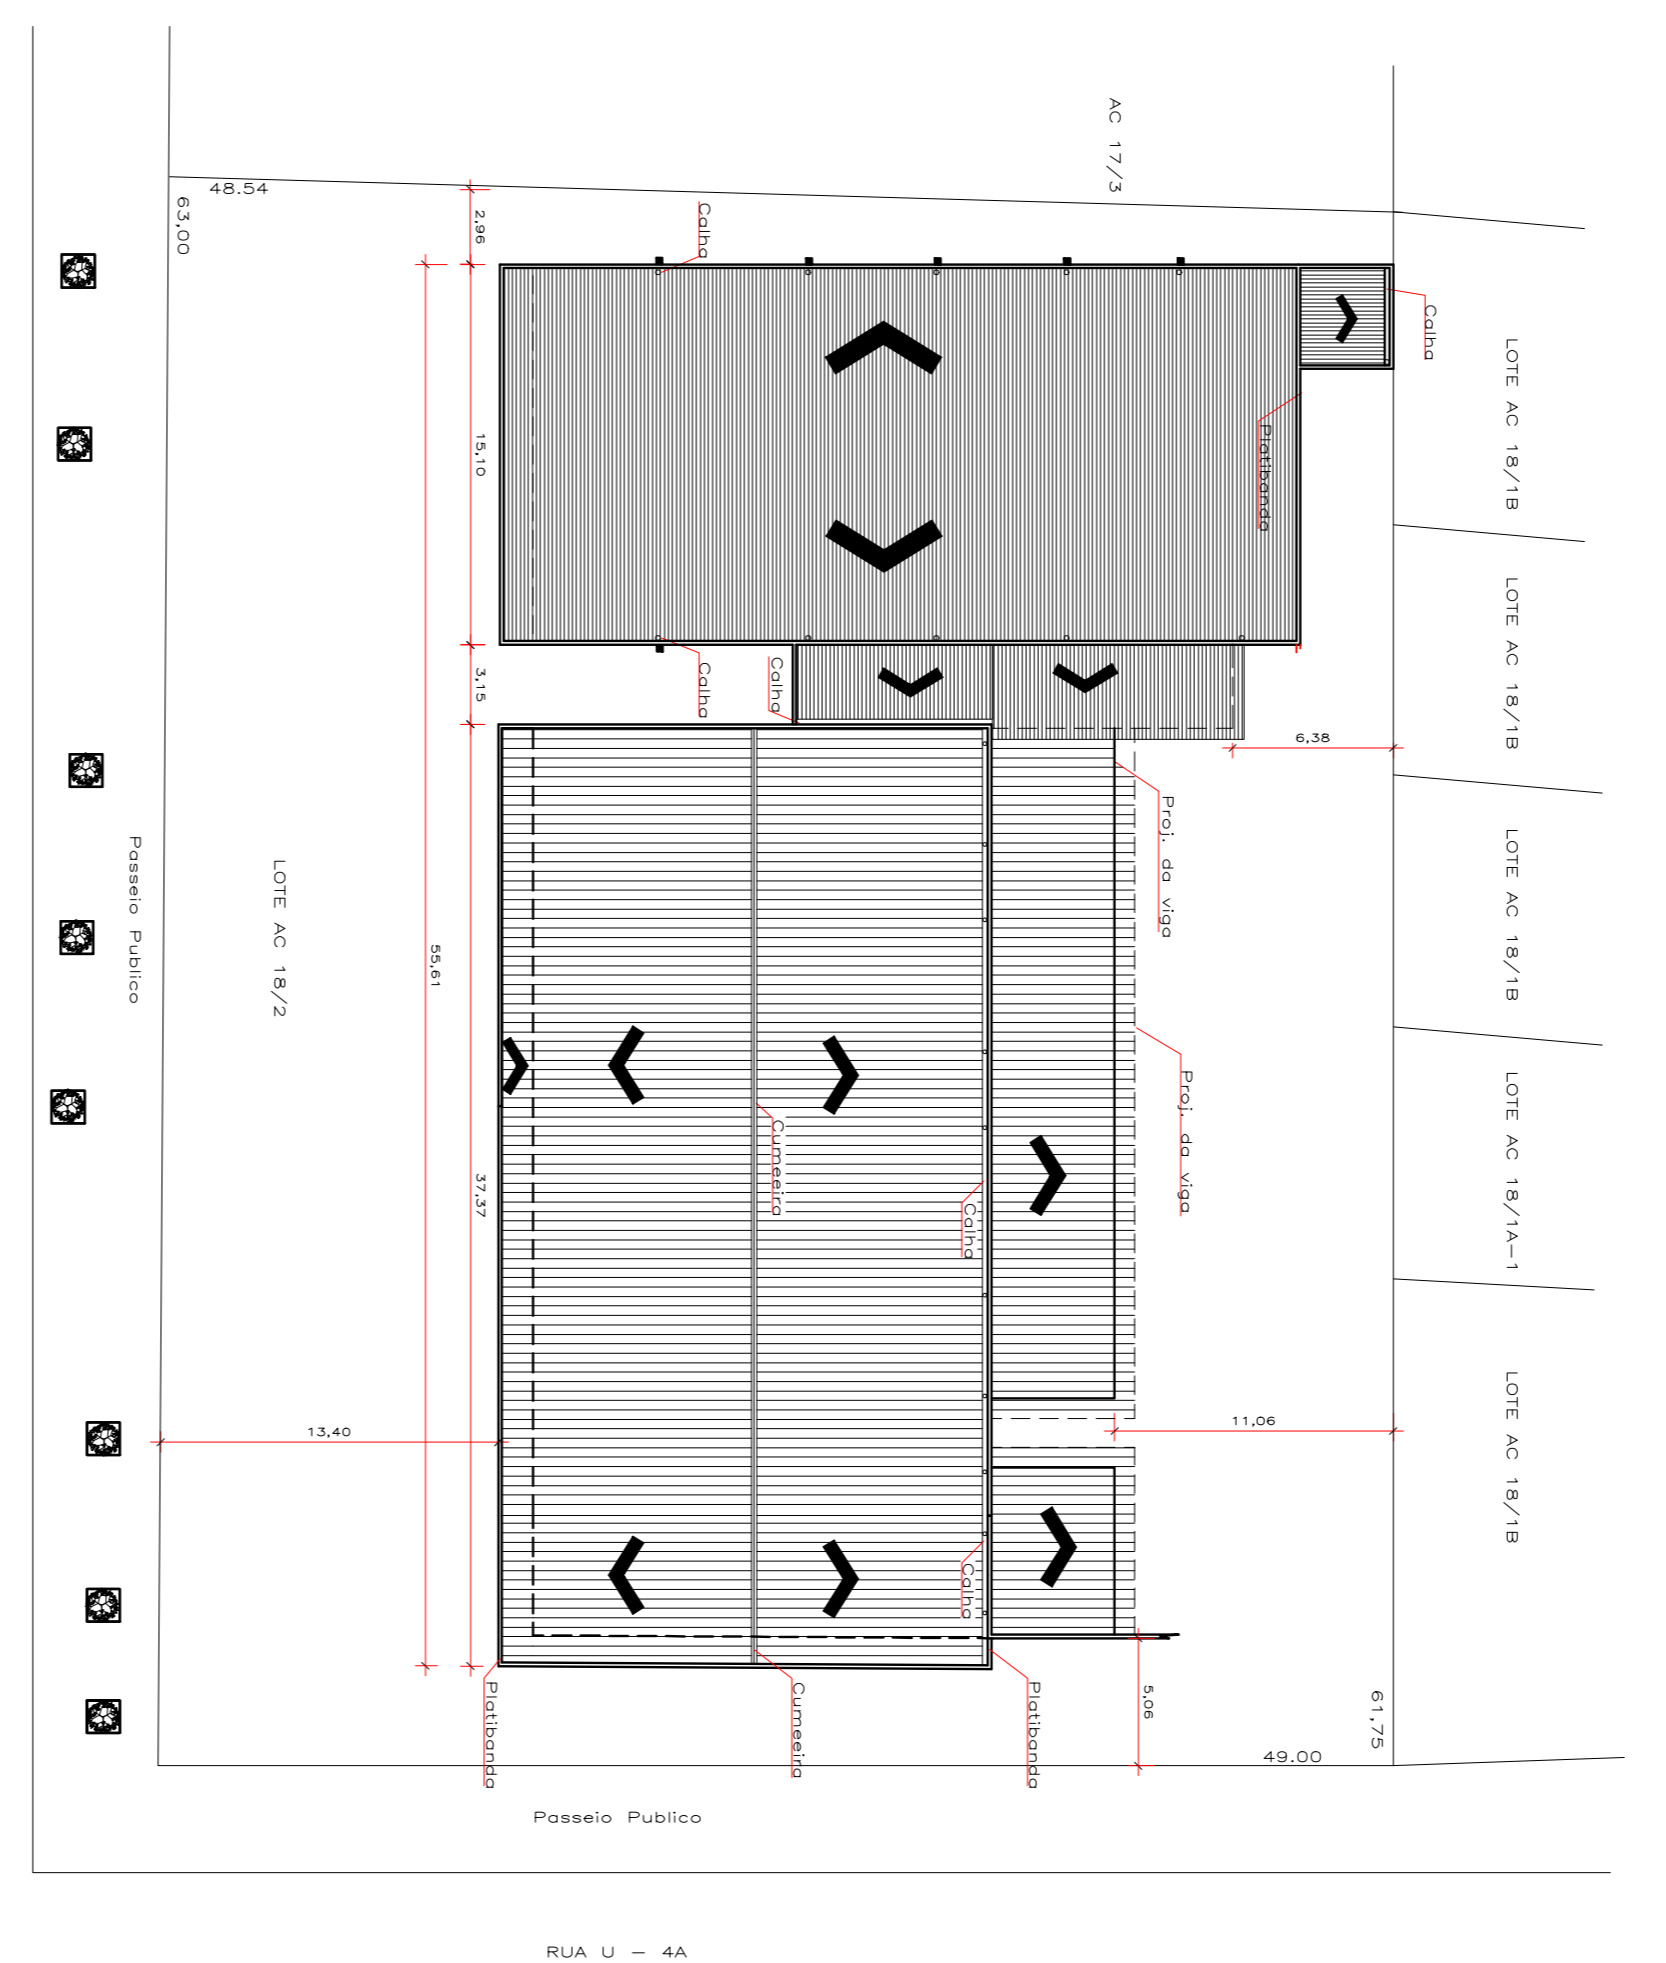 AC 17/3
48.54
63,00
2,96
Calha
Calha
LOTE AC 18/1B
15,10
Platibanda
LOTE AC 18/1B
3,15
Calha
Calha
6,38
Proj. da viga
LOTE AC 18/1B
Passeio Publico
LOTE AC 18/2
55,61
Proj. da viga
LOTE AC 18/1A-1
Cumeeira
37,37
Calha
LOTE AC 18/1B
13,40
11,06
Calha
Platibanda
Cumeeira
Platibanda
5,06
61,75
49.00
Passeio Publico
RUA U - 4A